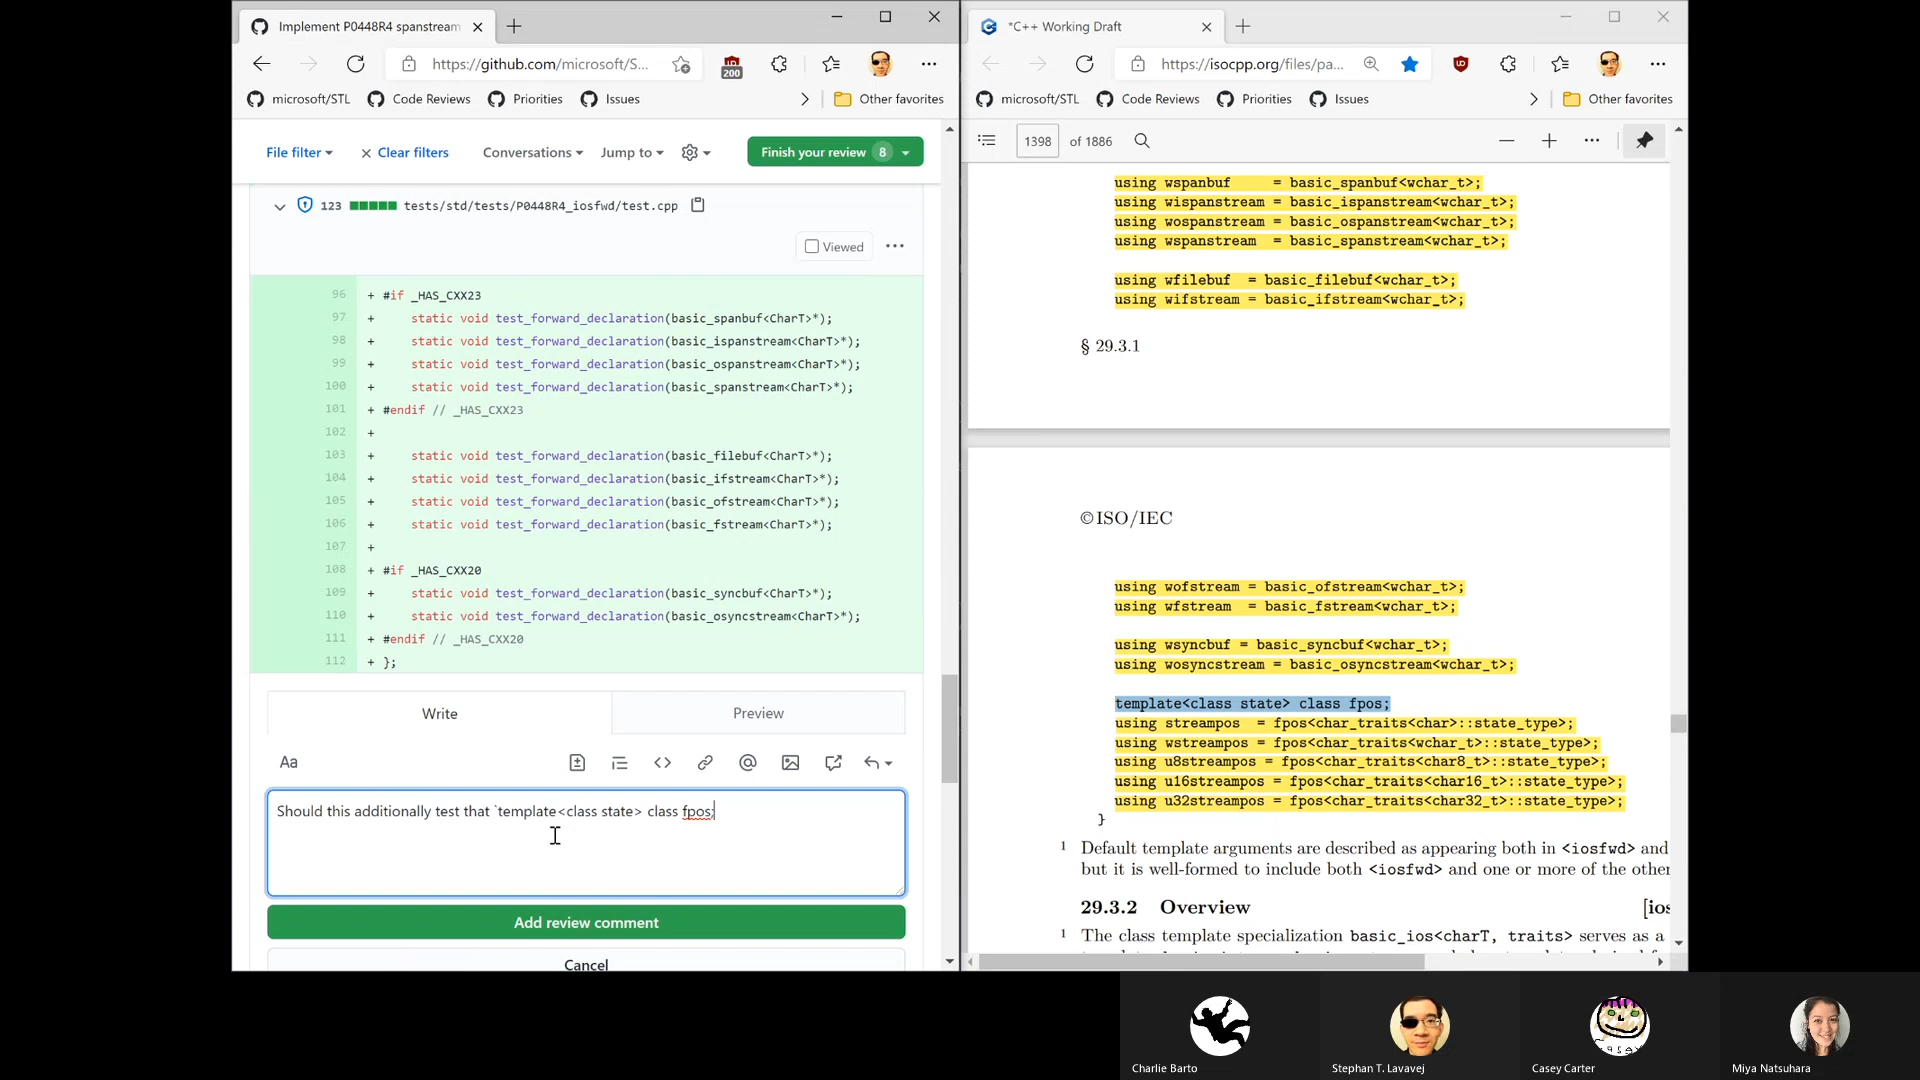 Implement P0448R4 spanstream
https://github.com/microsoft/S...
200
microsoft/STL Code Reviews Priorities Issues Other favorites
File filter Clear filters Conversations Jump to Finish your review 8
123 tests/std/tests/P0448R4_iosfwd/test.cpp
Viewed
96 + #if _HAS_CXX23
97 + static void test_forward_declaration(basic_spanbuf<CharT>*);
98 + static void test_forward_declaration(basic_ispanstream<CharT>*);
99 + static void test_forward_declaration(basic_ospanstream<CharT>*);
100 + static void test_forward_declaration(basic_spanstream<CharT>*);
101 + #endif // _HAS_CXX23
102 +
103 + static void test_forward_declaration(basic_filebuf<CharT>*);
104 + static void test_forward_declaration(basic_ifstream<CharT>*);
105 + static void test_forward_declaration(basic_ofstream<CharT>*);
106 + static void test_forward_declaration(basic_fstream<CharT>*);
107 +
108 + #if _HAS_CXX20
109 + static void test_forward_declaration(basic_syncbuf<CharT>*);
110 + static void test_forward_declaration(basic_osyncstream<CharT>*);
111 + #endif // _HAS_CXX20
112 + };
Write Preview
Aa
Should this additionally test that `template<class state> class fpos;
Add review comment
Cancel
*C++ Working Draft
https://isocpp.org/files/pa...
microsoft/STL Code Reviews Priorities Issues Other favorites
1398 of 1886
using wspanbuf = basic_spanbuf<wchar_t>;
using wispanstream = basic_ispanstream<wchar_t>;
using wospanstream = basic_ospanstream<wchar_t>;
using wspanstream = basic_spanstream<wchar_t>;
using wfilebuf = basic_filebuf<wchar_t>;
using wifstream = basic_ifstream<wchar_t>;
§ 29.3.1
© ISO/IEC
using wofstream = basic_ofstream<wchar_t>;
using wfstream = basic_fstream<wchar_t>;
using wsyncbuf = basic_syncbuf<wchar_t>;
using wosyncstream = basic_osyncstream<wchar_t>;
template<class state> class fpos;
using streampos = fpos<char_traits<char>::state_type>;
using wstreampos = fpos<char_traits<wchar_t>::state_type>;
using u8streampos = fpos<char_traits<char8_t>::state_type>;
using u16streampos = fpos<char_traits<char16_t>::state_type>;
using u32streampos = fpos<char_traits<char32_t>::state_type>;
}
1 Default template arguments are described as appearing both in <iosfwd> and
but it is well-formed to include both <iosfwd> and one or more of the other
29.3.2 Overview [ios
1 The class template specialization basic_ios<charT, traits> serves as a
Charlie Barto
Stephan T. Lavavej
Casey Carter
Miya Natsuhara